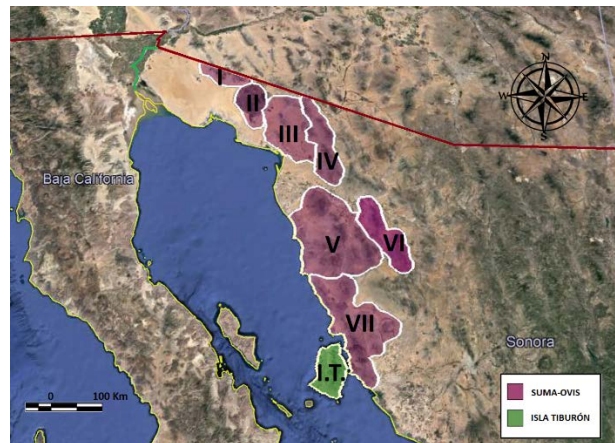 N
W E
S
I
II
III
IV
Baja California
V
VI
VII
Sonora
I.T.
0 100 Km
SUMA-OVIS
ISLA TIBURÓN